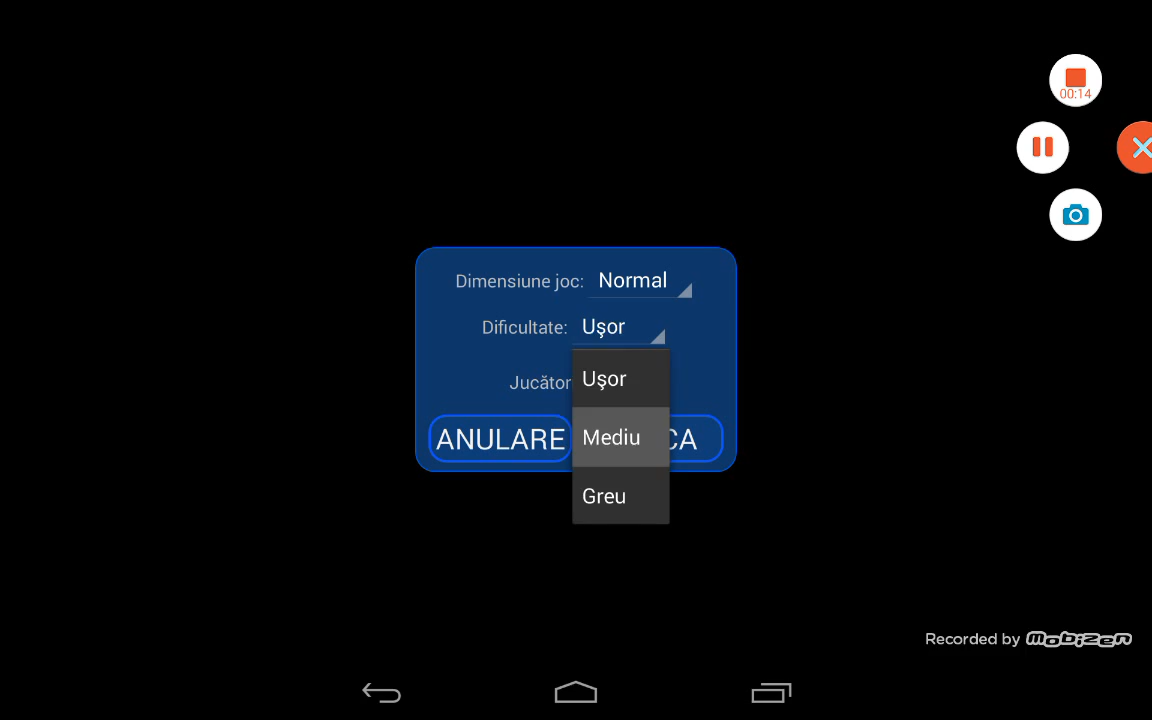 00:14
Dimensiune joc: Normal
Dificultate: Uşor
Uşor
Jucător
Mediu
ANULARE CA
Greu
Recorded by mobizen